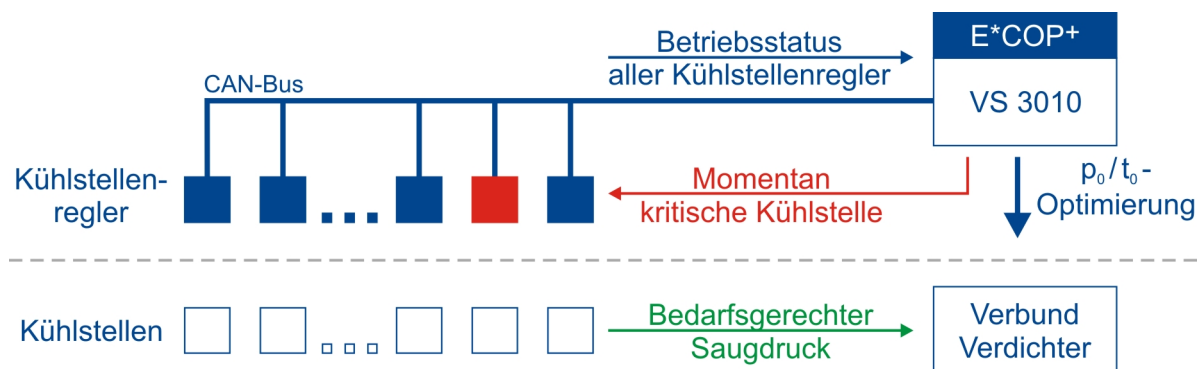 E*COP+
Betriebsstatus
aller Kühlstellenregler
CAN-Bus
VS 3010
Kühlstellen-
regler
Momentan
kritische Kühlstelle
p₀/t₀-
Optimierung
Kühlstellen
Bedarfsgerechter
Saugdruck
Verbund
Verdichter